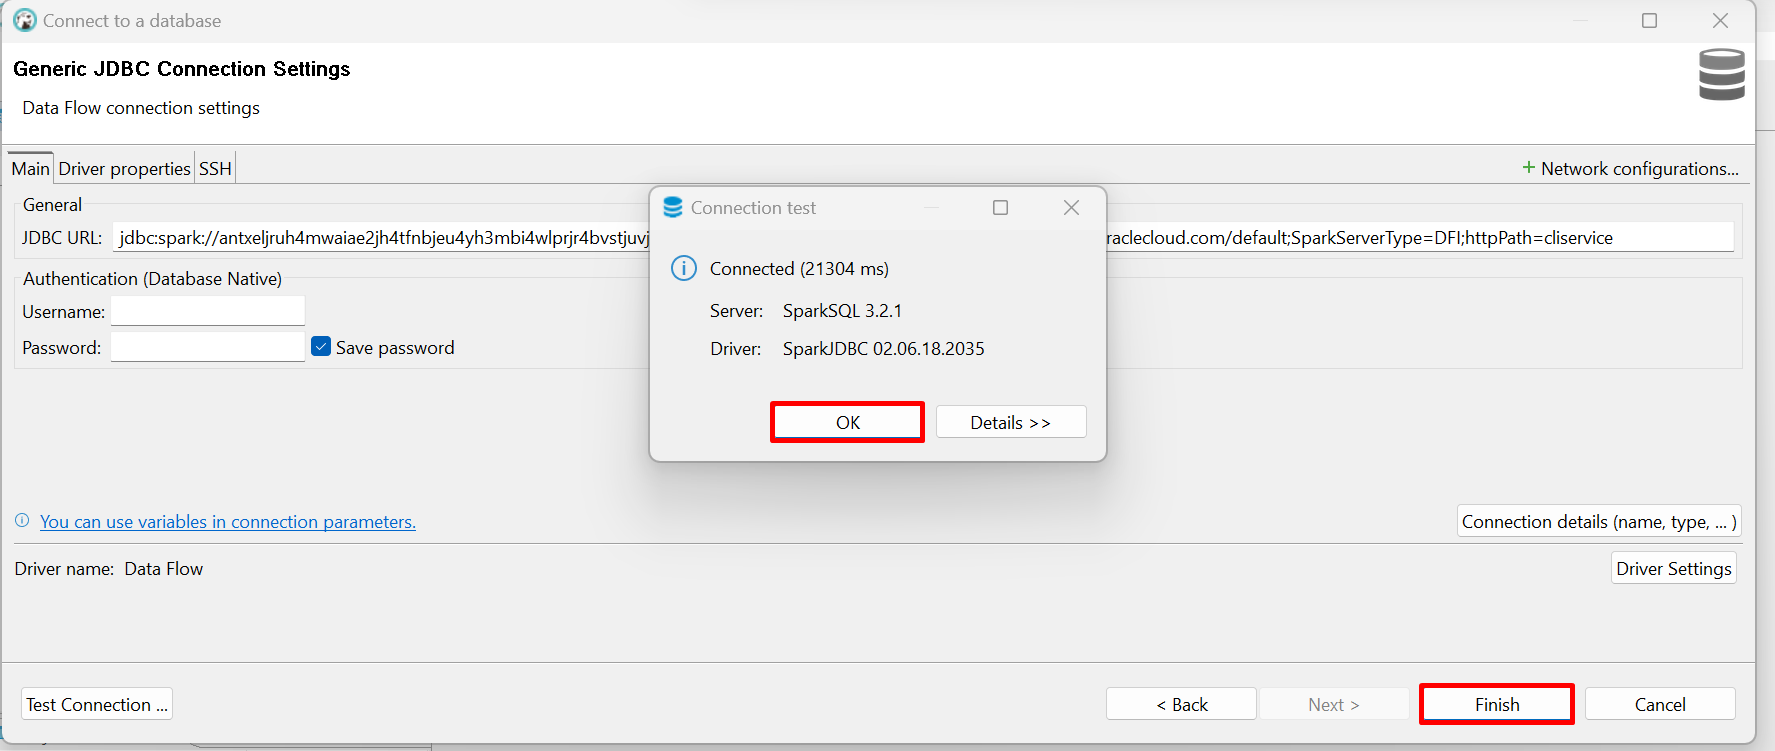 Connect to a database
Generic JDBC Connection Settings
Data Flow connection settings
Main Driver properties SSH + Network configurations...
General
JDBC URL: jdbc:spark://antxeljruh4mwaiae2jh4tfnbjeu4yh3mbi4wlprjr4bvstjuvj raclecloud.com/default;SparkServerType=DFI;httpPath=cliservice
Authentication (Database Native)
Username:
Password: Save password
Connection test
Connected (21304 ms)
Server: SparkSQL 3.2.1
Driver: SparkJDBC 02.06.18.2035
OK Details >>
You can use variables in connection parameters. Connection details (name, type, ... )
Driver name: Data Flow Driver Settings
Test Connection ... < Back Next > Finish Cancel